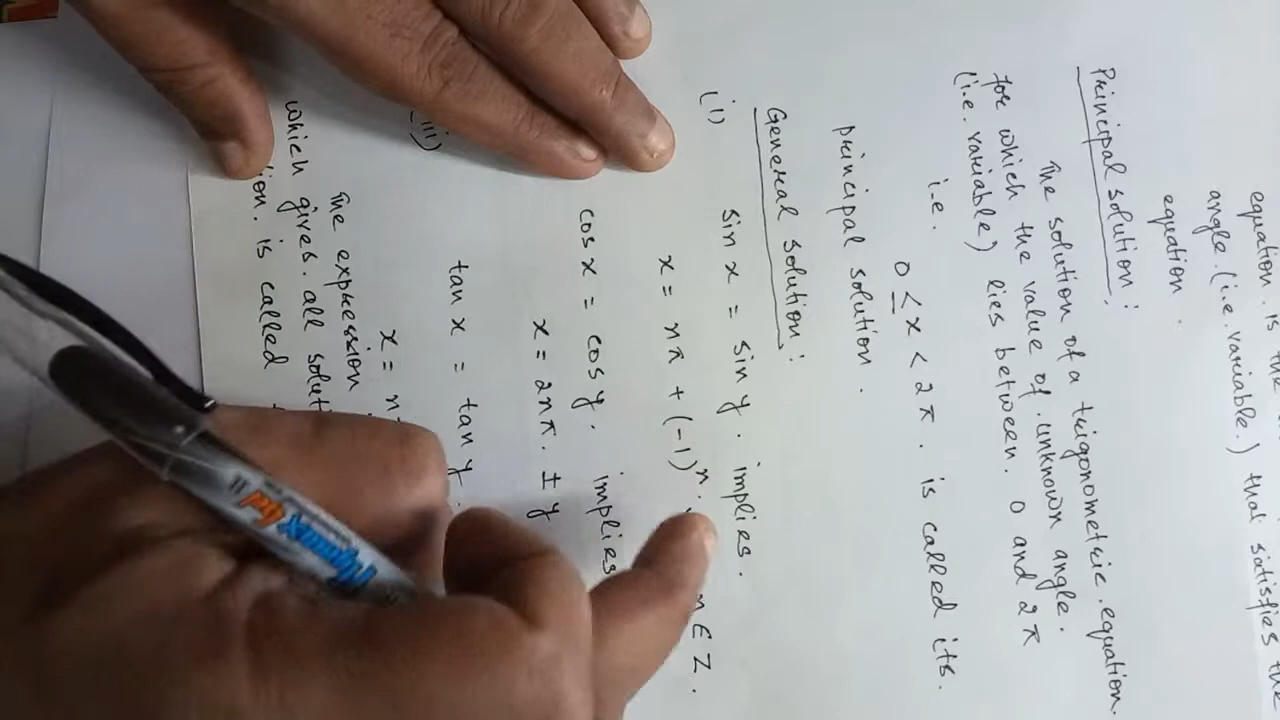 equation is the
angle (i.e. variable.) that satisfies the
equation.
Principal solution:
The solution of a trigonometric equation.
for which the value of unknown angle.
(i.e. variable) lies between. 0 and 2π
i.e. 0 ≤ x < 2π. is called its.
principal solution.
General solution:
(i) sin x = sin y. implies.
x = nπ + (-1)ⁿ. n ∈ Z.
cos x = cos y. implies
x = 2nπ. ± y
(iii) tan x = tan y.
x =
The expression
which gives. all
is called
Hauser